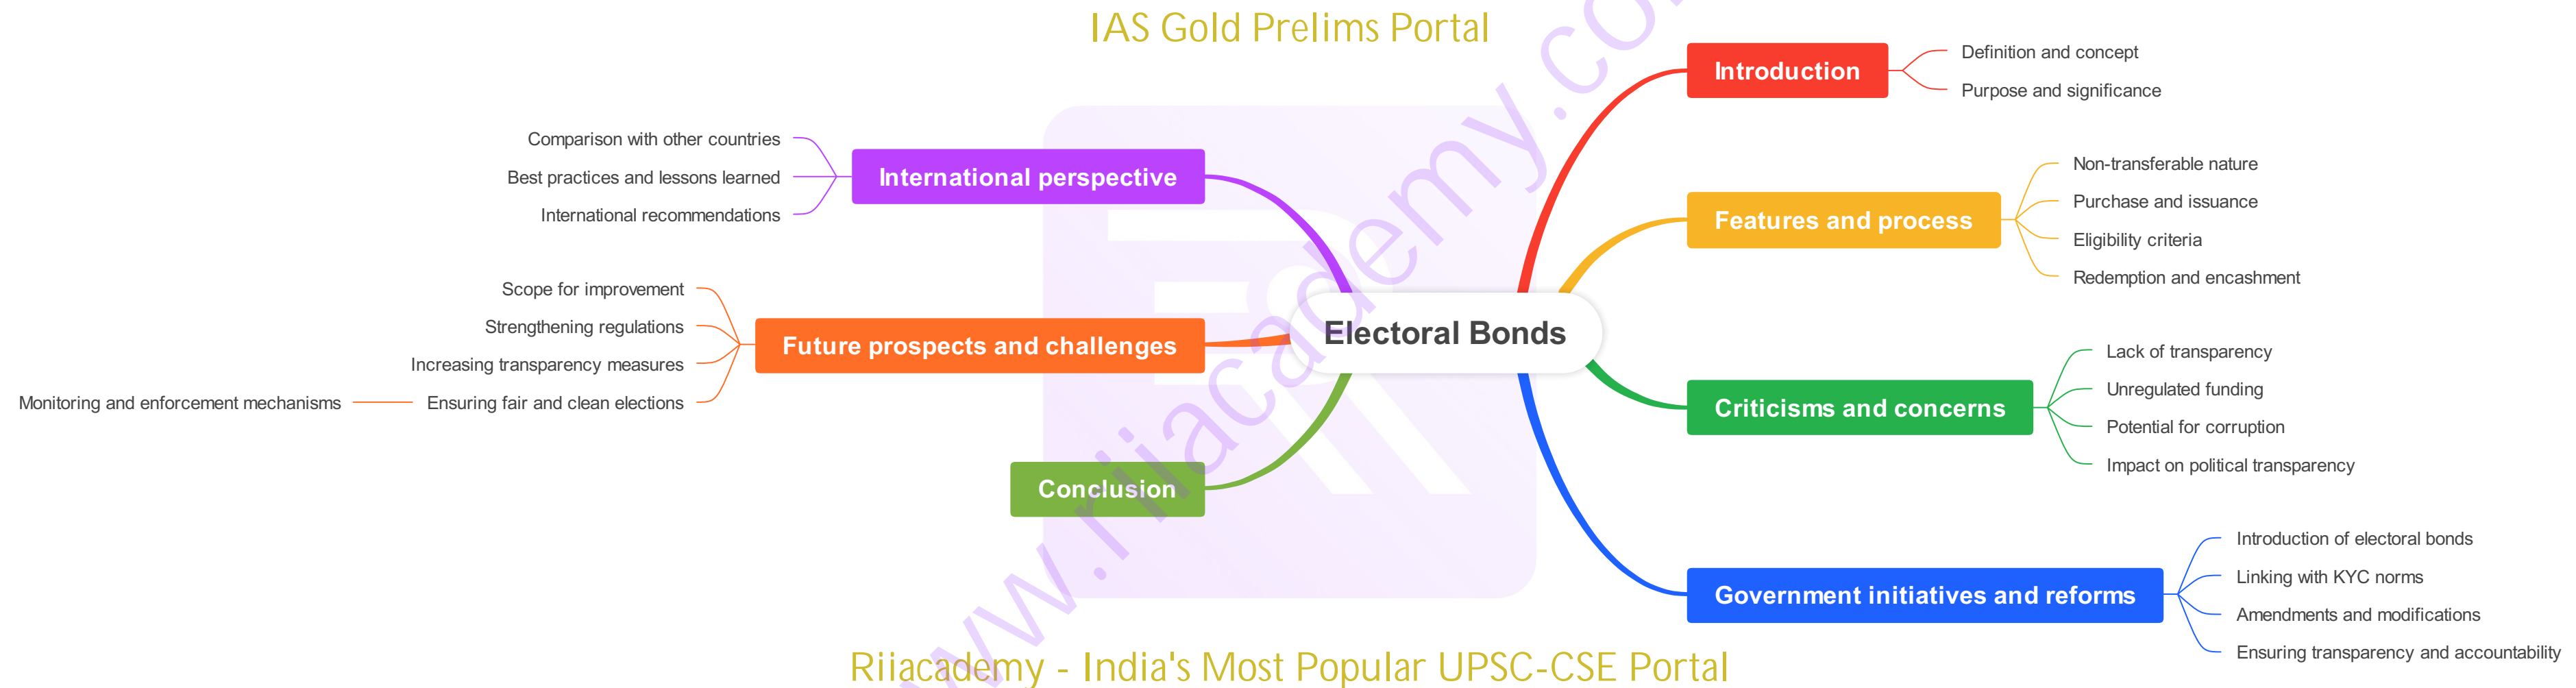 IAS Gold Prelims Portal
Electoral Bonds
Introduction
Definition and concept
Purpose and significance
Features and process
Non-transferable nature
Purchase and issuance
Eligibility criteria
Redemption and encashment
Criticisms and concerns
Lack of transparency
Unregulated funding
Potential for corruption
Impact on political transparency
Government initiatives and reforms
Introduction of electoral bonds
Linking with KYC norms
Amendments and modifications
Ensuring transparency and accountability
International perspective
Comparison with other countries
Best practices and lessons learned
International recommendations
Future prospects and challenges
Scope for improvement
Strengthening regulations
Increasing transparency measures
Ensuring fair and clean elections
Monitoring and enforcement mechanisms
Conclusion
www.riiacademy.co
Riiacademy - India's Most Popular UPSC-CSE Portal